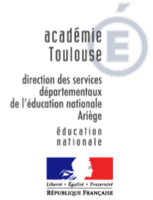 académie
Toulouse
É
direction des services
départementaux
de l'éducation nationale
Ariège
éducation
nationale
Liberté • Égalité • Fraternité
RÉPUBLIQUE FRANÇAISE